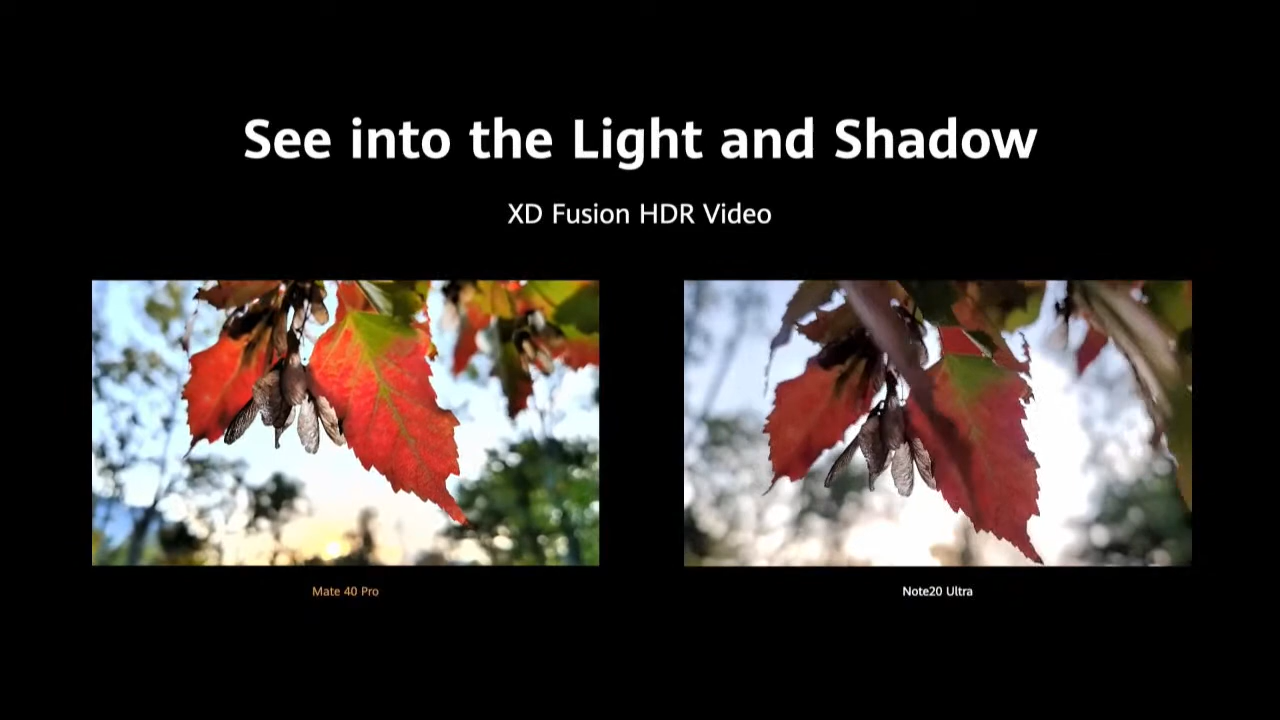 See into the Light and Shadow
XD Fusion HDR Video
Mate 40 Pro
Note20 Ultra